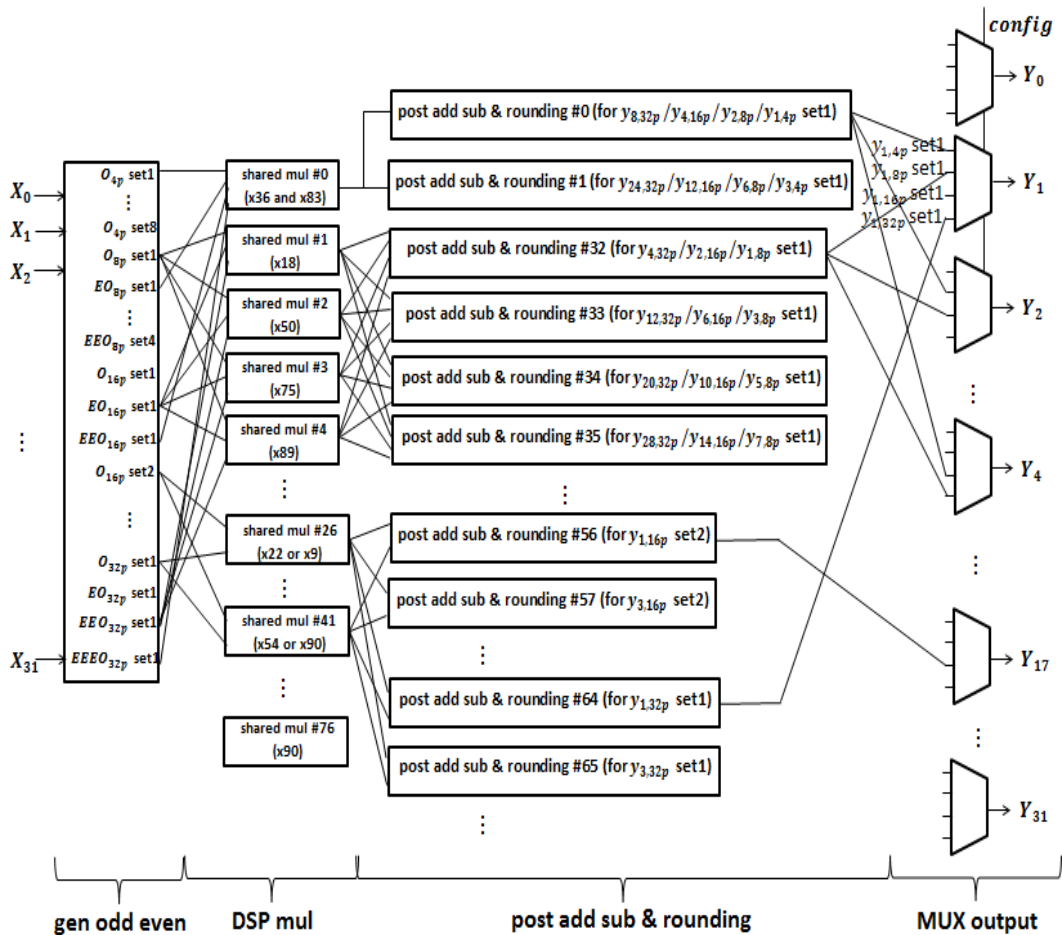 config
Y₀
post add sub & rounding #0 (for y₈,₃₂ₚ/y₄,₁₆ₚ/y₂,₈ₚ/y₁,₄ₚ set1)
y₁,₄ₚ set1
y₁,₈ₚ set1
y₁,₁₆ₚ set1
y₁,₃₂ₚ set1
Y₁
O₄ₚ set1
shared mul #0
(x36 and x83)
post add sub & rounding #1 (for y₂₄,₃₂ₚ/y₁₂,₁₆ₚ/y₆,₈ₚ/y₃,₄ₚ set1)
X₀
⋮
X₁
O₄ₚ set8
shared mul #1
(x18)
post add sub & rounding #32 (for y₄,₃₂ₚ/y₂,₁₆ₚ/y₁,₈ₚ set1)
O₈ₚ set1
X₂
EO₈ₚ set1
⋮
shared mul #2
(x50)
post add sub & rounding #33 (for y₁₂,₃₂ₚ/y₆,₁₆ₚ/y₃,₈ₚ set1)
Y₂
EEO₈ₚ set4
O₁₆ₚ set1
shared mul #3
(x75)
post add sub & rounding #34 (for y₂₀,₃₂ₚ/y₁₀,₁₆ₚ/y₅,₈ₚ set1)
⋮
EO₁₆ₚ set1
EEO₁₆ₚ set1
⋮
shared mul #4
(x89)
post add sub & rounding #35 (for y₂₈,₃₂ₚ/y₁₄,₁₆ₚ/y₇,₈ₚ set1)
Y₄
O₁₆ₚ set2
⋮
⋮
⋮
shared mul #26
(x22 or x9)
post add sub & rounding #56 (for y₁,₁₆ₚ set2)
⋮
O₃₂ₚ set1
EO₃₂ₚ set1
⋮
post add sub & rounding #57 (for y₃,₁₆ₚ set2)
EEO₃₂ₚ set1
shared mul #41
(x54 or x90)
X₃₁
EEEO₃₂ₚ set1
⋮
⋮
Y₁₇
post add sub & rounding #64 (for y₁,₃₂ₚ set1)
shared mul #76
(x90)
⋮
post add sub & rounding #65 (for y₃,₃₂ₚ set1)
Y₃₁
⋮
gen odd even
DSP mul
post add sub & rounding
MUX output